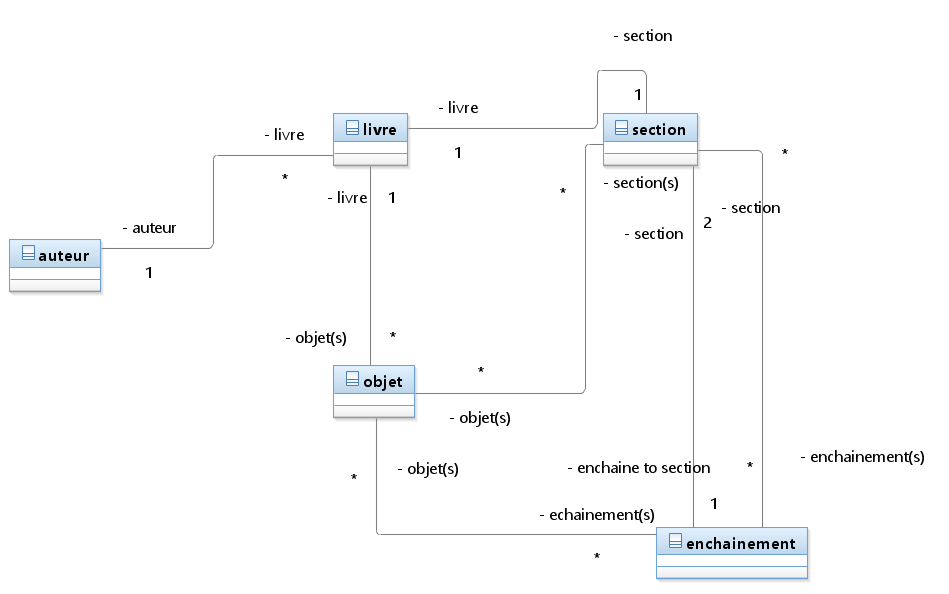 - section
1
- livre
livre
section
- livre
1
*
*
- section(s)
*
- livre
1
- section
2
- auteur
- section
auteur
1
- objet(s)
*
objet
*
- objet(s)
- enchainement(s)
*
- objet(s)
- enchaine to section
*
1
- echainement(s)
enchainement
*